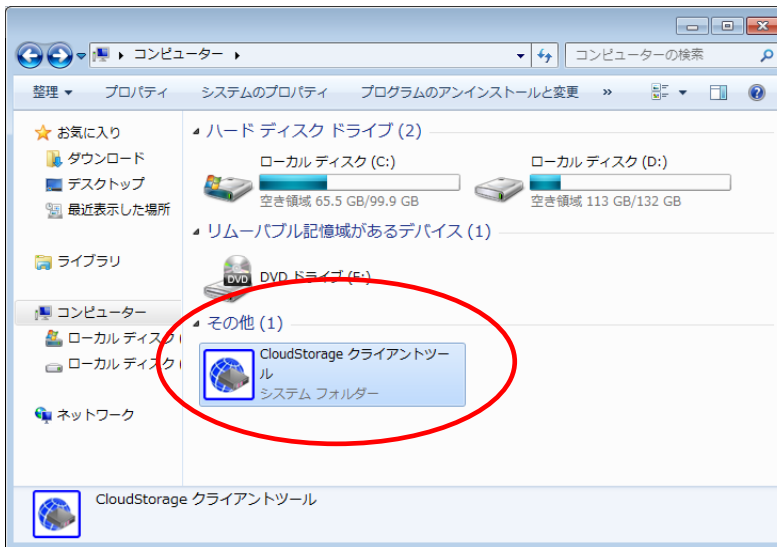 コンピューター
コンピューターの検索
整理
プロパティ
システムのプロパティ
プログラムのアンインストールと変更
»
お気に入り
ダウンロード
デスクトップ
最近表示した場所
ライブラリ
コンピューター
ローカル ディスク (
ローカル ディスク (
ネットワーク
ハード ディスク ドライブ (2)
ローカル ディスク (C:)
空き領域 65.5 GB/99.9 GB
ローカル ディスク (D:)
空き領域 113 GB/132 GB
リムーバブル記憶域があるデバイス (1)
DVD
DVD ドライブ (E:)
その他 (1)
CloudStorage クライアントツー
ル
システム フォルダー
CloudStorage クライアントツール